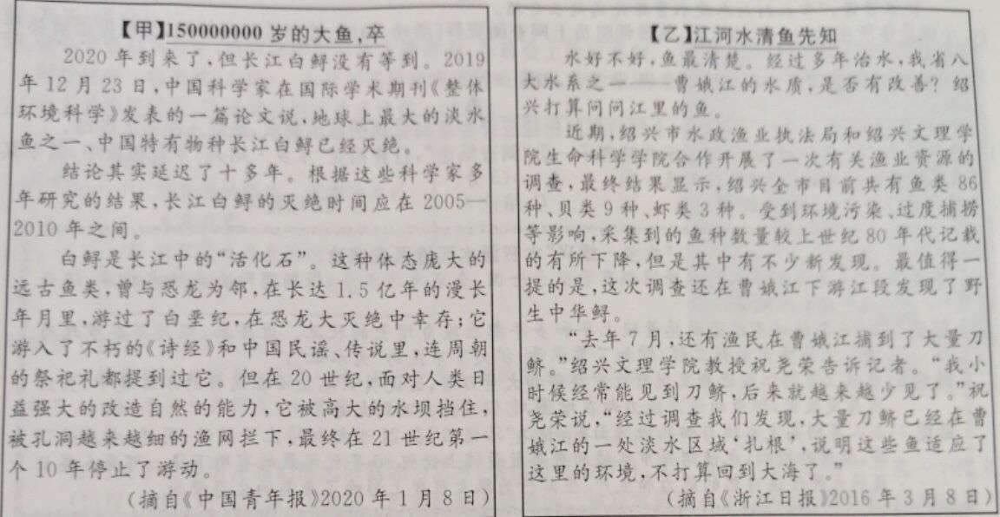 【甲】150000000 岁的大鱼,卒
2020 年到来了,但长江白鲟没有等到。2019
年 12 月 23 日,中国科学家在国际学术期刊《整体
环境科学》发表的一篇论文说,地球上最大的淡水
鱼之一、中国特有物种长江白鲟已经灭绝。
结论其实延迟了十多年。根据这些科学家多
年研究的结果,长江白鲟的灭绝时间应在 2005—
2010 年之间。
白鲟是长江中的“活化石”。这种体态庞大的
远古鱼类,曾与恐龙为邻,在长达 1.5 亿年的漫长
年月里,游过了白垩纪,在恐龙大灭绝中幸存;它
游入了不朽的《诗经》和中国民谣、传说里,连周朝
的祭祀礼都提到过它。但在 20 世纪,面对人类日
益强大的改造自然的能力,它被高大的水坝挡住,
被孔洞越来越细的渔网拦下,最终在 21 世纪第一
个 10 年停止了游动。
(摘自《中国青年报》2020 年 1 月 8 日)
【乙】江河水清鱼先知
水好不好,鱼最清楚。经过多年治水,我省八
大水系之一——曹娥江的水质,是否有改善?绍
兴打算问问江里的鱼。
近期,绍兴市水政渔业执法局和绍兴文理学
院生命科学学院合作开展了一次有关渔业资源的
调查,最终结果显示,绍兴全市目前共有鱼类 86
种、贝类 9 种、虾类 3 种。受到环境污染、过度捕捞
等影响,采集到的鱼种数量较上世纪 80 年代记载
的有所下降,但是其中有不少新发现。最值得一
提的是,这次调查还在曹娥江下游江段发现了野
生中华鲟。
“去年 7 月,还有渔民在曹娥江捕到了大量刀
鲚。”绍兴文理学院教授祝尧荣告诉记者。“我小
时候经常能见到刀鲚,后来就越来越少见了。”祝
尧荣说,“经过调查我们发现,大量刀鲚已经在曹
娥江的一处淡水区域‘扎根’,说明这些鱼适应了
这里的环境,不打算回到大海了。”
(摘自《浙江日报》2016 年 3 月 8 日)